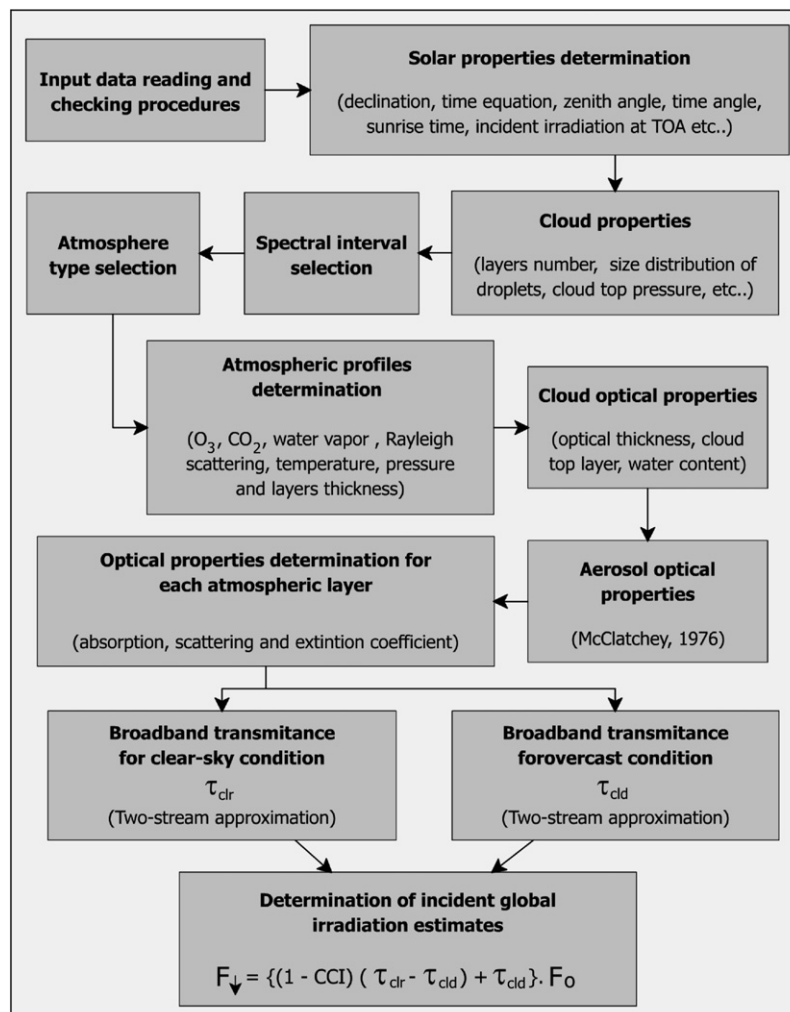 Input data reading and
checking procedures
Solar properties determination
(declination, time equation, zenith angle, time angle,
sunrise time, incident irradiation at TOA etc..)
Cloud properties
(layers number, size distribution of
droplets, cloud top pressure, etc..)
Spectral interval
selection
Atmosphere
type selection
Atmospheric profiles
determination
(O₃, CO₂, water vapor , Rayleigh
scattering, temperature, pressure
and layers thickness)
Cloud optical properties
(optical thickness, cloud
top layer, water content)
Aerosol optical
properties
(McClatchey, 1976)
Optical properties determination for
each atmospheric layer
(absorption, scattering and extintion coefficient)
Broadband transmitance
for clear-sky condition
τclr
(Two-stream approximation)
Broadband transmitance
forovercast condition
τcld
(Two-stream approximation)
Determination of incident global
irradiation estimates
F↓ = {(1 - CCI) ( τclr - τcld) + τcld}. Fo